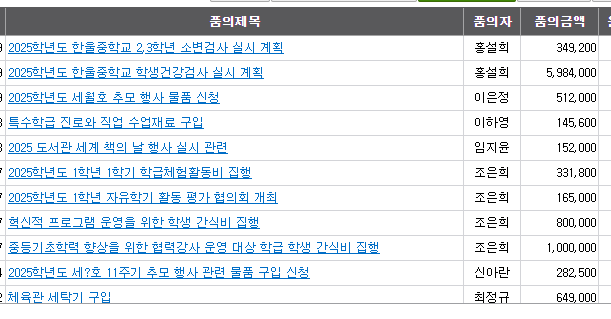 품의제목 품의자 품의금액
2025학년도 한울중학교 2,3학년 소변검사 실시 계획 홍설희 349,200
2025학년도 한울중학교 학생건강검사 실시 계획 홍설희 5,984,000
2025학년도 세월호 추모 행사 물품 신청 이은정 512,000
특수학급 진로와 직업 수업재료 구입 이하영 145,600
2025 도서관 세계 책의 날 행사 실시 관련 임지윤 152,000
2025학년도 1학년 1학기 학급체험활동비 집행 조은희 331,800
2025학년도 1학년 자유학기 활동 평가 협의회 개최 조은희 165,000
혁신적 프로그램 운영을 위한 학생 간식비 집행 조은희 800,000
중등기초학력 향상을 위한 협력강사 운영 대상 학급 학생 간식비 집행 조은희 1,000,000
2025학년도 세?호 11주기 추모 행사 관련 물품 구입 신청 신아란 282,500
체육관 세탁기 구입 최정규 649,000